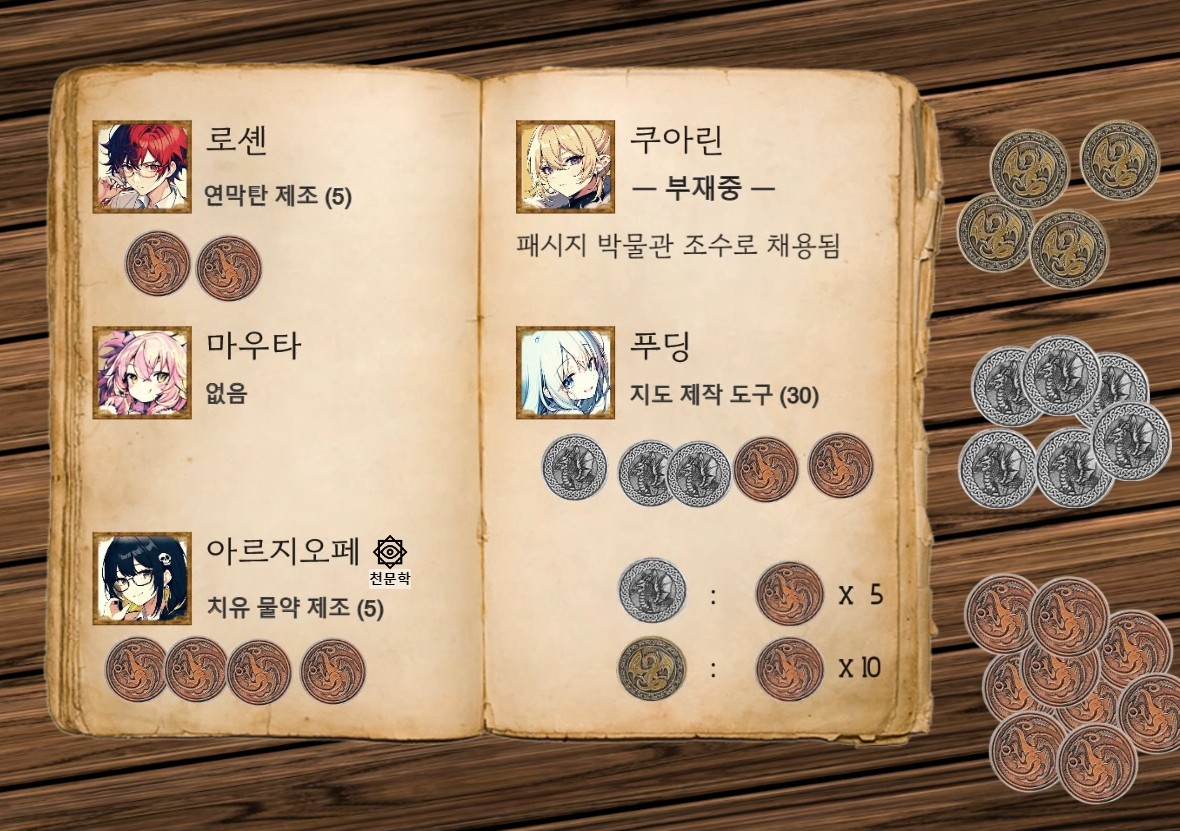 로셴
연막탄 제조 (5)
마우타
없음
아르지오페
천문학
치유 물약 제조 (5)
쿠아린
— 부재중 —
패시지 박물관 조수로 채용됨
푸딩
지도 제작 도구 (30)
: X 5
: X 10